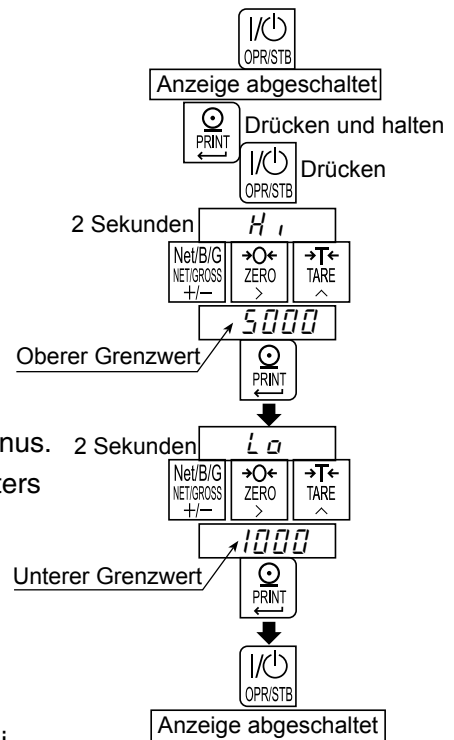 I/⏻
OPR/STB
Anzeige abgeschaltet
PRINT
Drücken und halten
I/⏻
OPR/STB
Drücken
2 Sekunden
Hi
Net/B/G
NET/GROSS
+/−
→O←
ZERO
>
→T←
TARE
^
5000
Oberer Grenzwert
PRINT
nus.
2 Sekunden
Lo
ters
Net/B/G
NET/GROSS
+/−
→O←
ZERO
>
→T←
TARE
^
1000
Unterer Grenzwert
PRINT
I/⏻
OPR/STB
Anzeige abgeschaltet